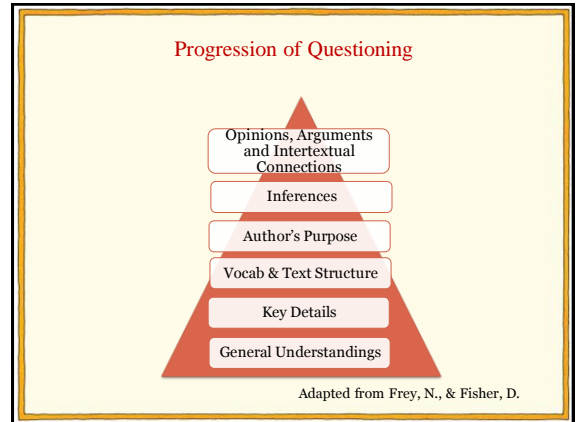 Progression of Questioning
Opinions, Arguments
and Intertextual
Connections
Inferences
Author's Purpose
Vocab & Text Structure
Key Details
General Understandings
Adapted from Frey, N., & Fisher, D.